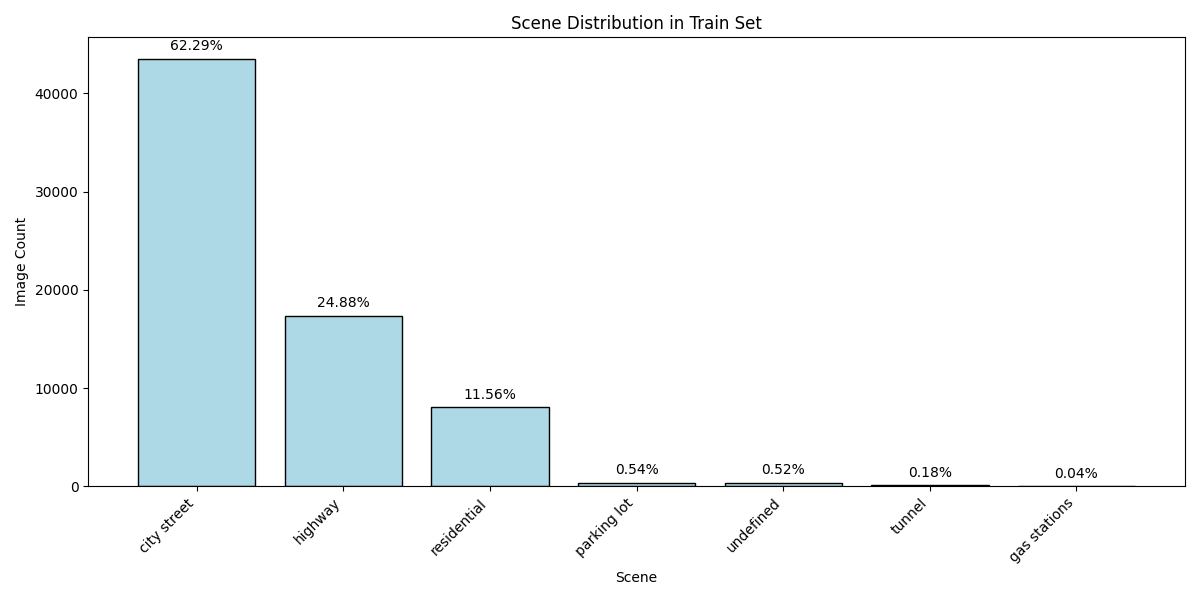 Scene Distribution in Train Set
62.29%
40000
30000
Image Count
24.88%
20000
11.56%
10000
0.54%
0.52%
0.18%
0.04%
0
city street
highway
residential
parking lot
undefined
tunnel
gas stations
Scene